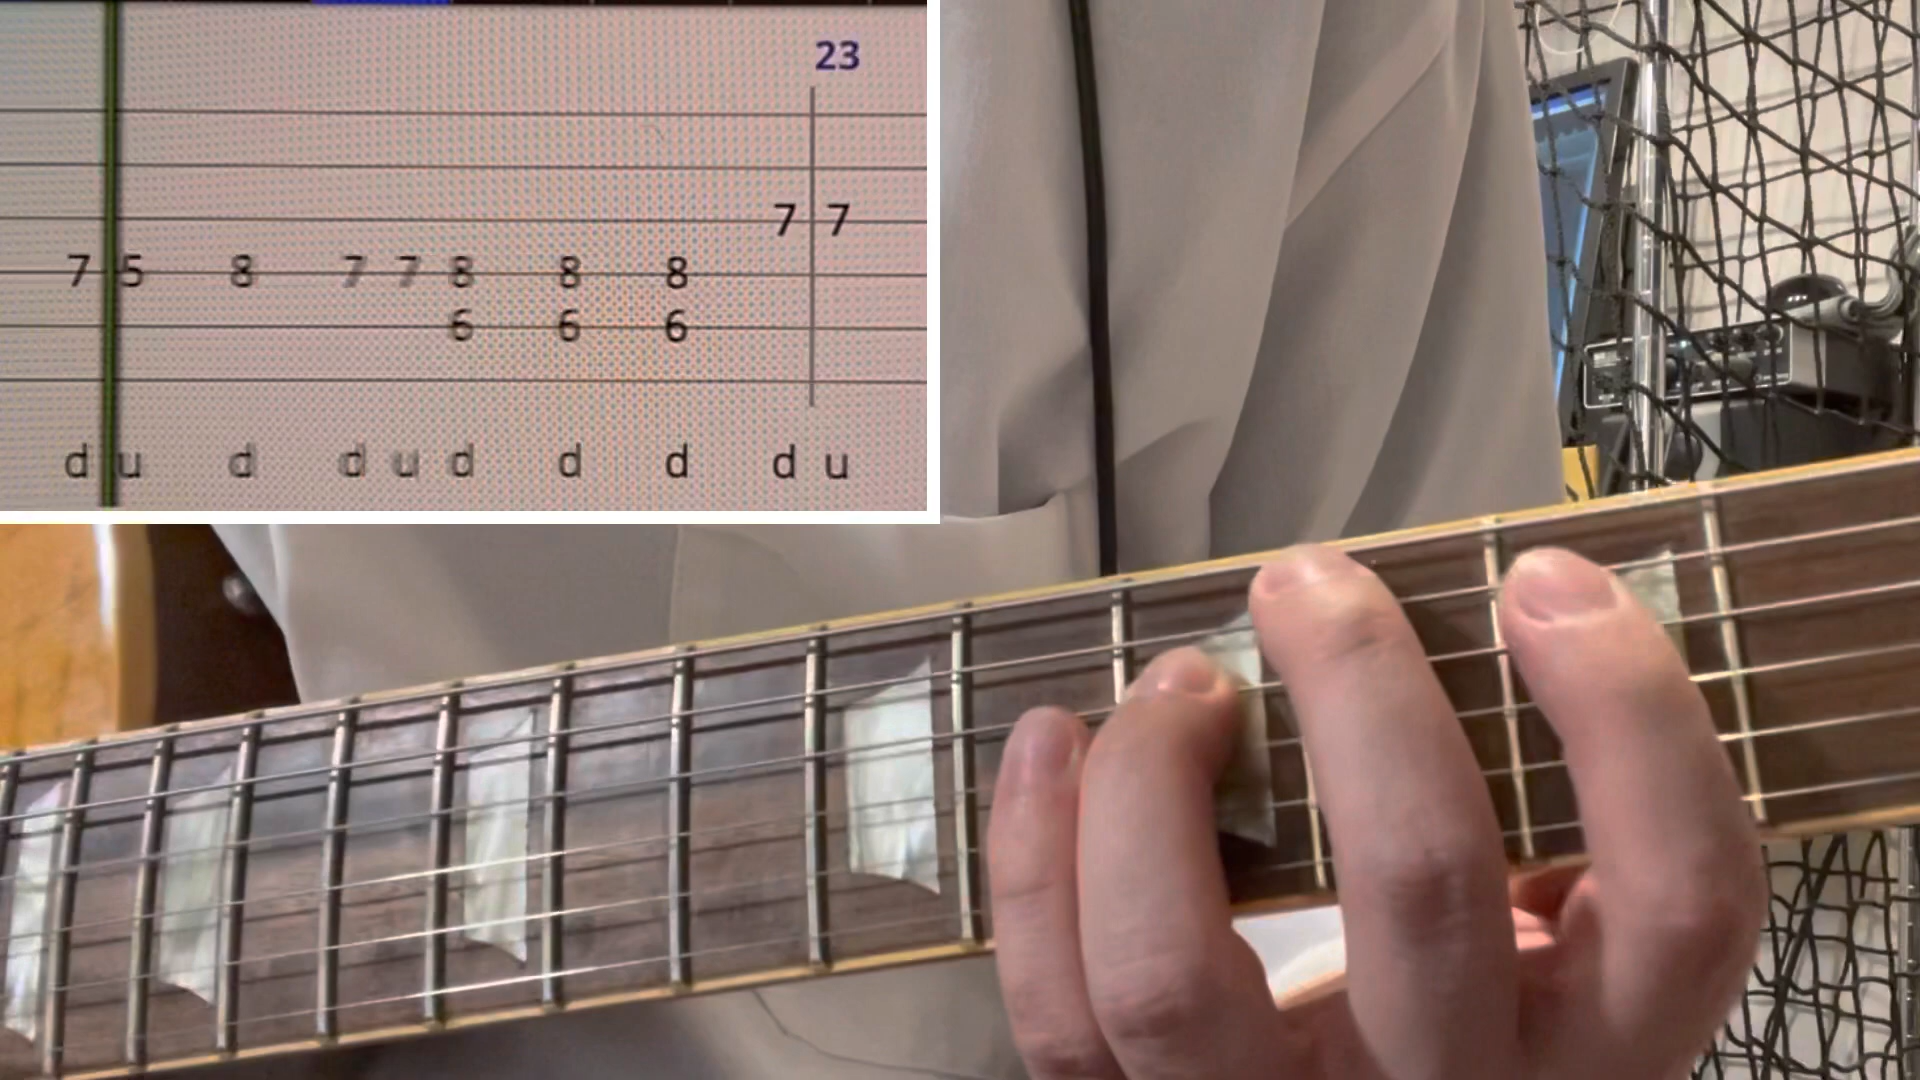 23
7 7
7 5 8 7 7 8 8 8
6 6 6
d u d d u d d d d u